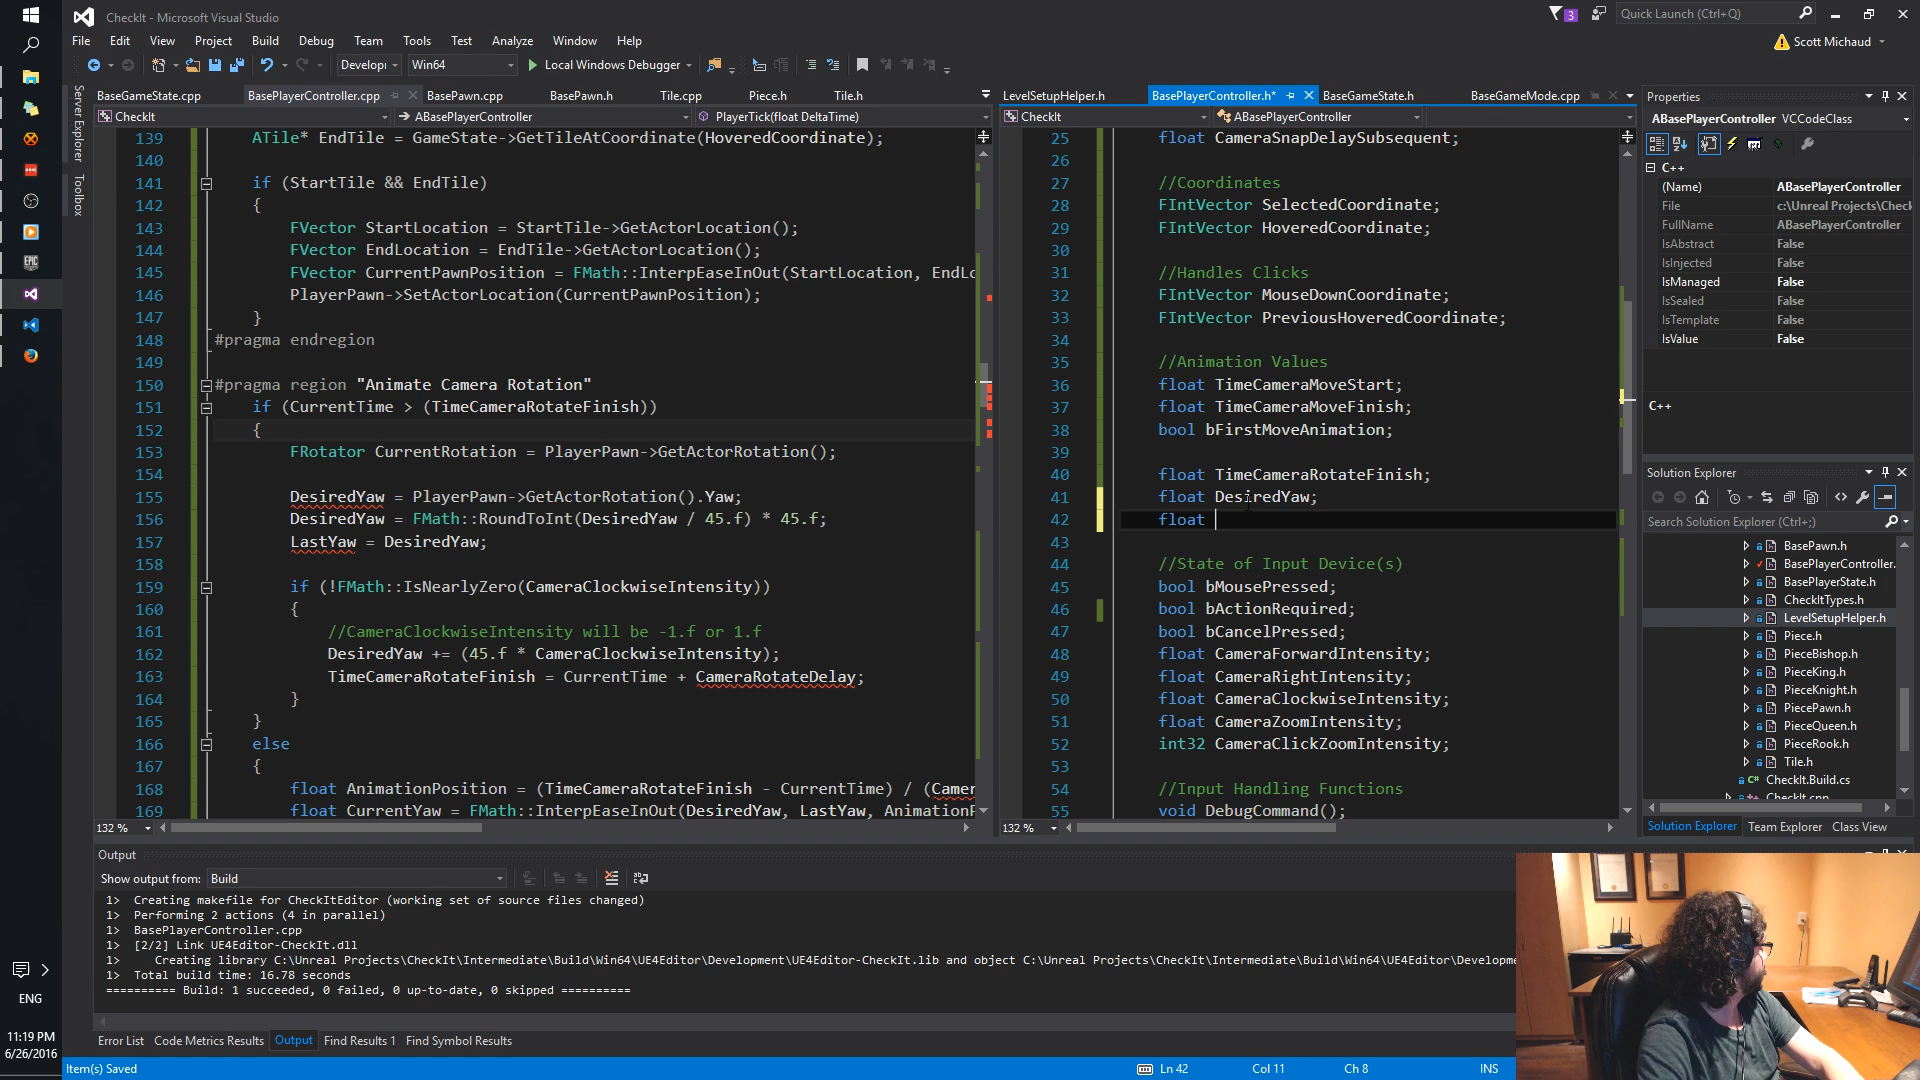 CheckIt - Microsoft Visual Studio
3
Quick Launch (Ctrl+Q)
File Edit View Project Build Debug Team Tools Test Analyze Window Help
Scott Michaud
Developı Win64 Local Windows Debugger
Server Explorer
Toolbox
BaseGameState.cpp BasePlayerController.cpp BasePawn.cpp BasePawn.h Tile.cpp Piece.h Tile.h
CheckIt ABasePlayerController PlayerTick(float DeltaTime)
139 ATile* EndTile = GameState->GetTileAtCoordinate(HoveredCoordinate);
140
141 if (StartTile && EndTile)
142 {
143 FVector StartLocation = StartTile->GetActorLocation();
144 FVector EndLocation = EndTile->GetActorLocation();
145 FVector CurrentPawnPosition = FMath::InterpEaseInOut(StartLocation, EndLo
146 PlayerPawn->SetActorLocation(CurrentPawnPosition);
147 }
148 #pragma endregion
149
150 #pragma region "Animate Camera Rotation"
151 if (CurrentTime > (TimeCameraRotateFinish))
152 {
153 FRotator CurrentRotation = PlayerPawn->GetActorRotation();
154
155 DesiredYaw = PlayerPawn->GetActorRotation().Yaw;
156 DesiredYaw = FMath::RoundToInt(DesiredYaw / 45.f) * 45.f;
157 LastYaw = DesiredYaw;
158
159 if (!FMath::IsNearlyZero(CameraClockwiseIntensity))
160 {
161 //CameraClockwiseIntensity will be -1.f or 1.f
162 DesiredYaw += (45.f * CameraClockwiseIntensity);
163 TimeCameraRotateFinish = CurrentTime + CameraRotateDelay;
164 }
165 }
166 else
167 {
168 float AnimationPosition = (TimeCameraRotateFinish - CurrentTime) / (Camer
169 float CurrentYaw = FMath::InterpEaseInOut(DesiredYaw, LastYaw, AnimationP
132 %
LevelSetupHelper.h BasePlayerController.h* BaseGameState.h BaseGameMode.cpp
CheckIt ABasePlayerController
25 float CameraSnapDelaySubsequent;
26
27 //Coordinates
28 FIntVector SelectedCoordinate;
29 FIntVector HoveredCoordinate;
30
31 //Handles Clicks
32 FIntVector MouseDownCoordinate;
33 FIntVector PreviousHoveredCoordinate;
34
35 //Animation Values
36 float TimeCameraMoveStart;
37 float TimeCameraMoveFinish;
38 bool bFirstMoveAnimation;
39
40 float TimeCameraRotateFinish;
41 float DesiredYaw;
42 float
43
44 //State of Input Device(s)
45 bool bMousePressed;
46 bool bActionRequired;
47 bool bCancelPressed;
48 float CameraForwardIntensity;
49 float CameraRightIntensity;
50 float CameraClockwiseIntensity;
51 float CameraZoomIntensity;
52 int32 CameraClickZoomIntensity;
53
54 //Input Handling Functions
55 void DebugCommand();
132 %
Properties
ABasePlayerController VCCodeClass
C++
(Name) ABasePlayerController
File c:\Unreal Projects\Check
FullName ABasePlayerController
IsAbstract False
IsInjected False
IsManaged False
IsSealed False
IsTemplate False
IsValue False
C++
Solution Explorer
Search Solution Explorer (Ctrl+;)
BasePawn.h
BasePlayerController.
BasePlayerState.h
CheckItTypes.h
LevelSetupHelper.h
Piece.h
PieceBishop.h
PieceKing.h
PieceKnight.h
PiecePawn.h
PieceQueen.h
PieceRook.h
Tile.h
CheckIt.Build.cs
CheckIt.cpp
Solution Explorer Team Explorer Class View
Output
Show output from: Build
1> Creating makefile for CheckItEditor (working set of source files changed)
1> Performing 2 actions (4 in parallel)
1> BasePlayerController.cpp
1> [2/2] Link UE4Editor-CheckIt.dll
1> Creating library C:\Unreal Projects\CheckIt\Intermediate\Build\Win64\UE4Editor\Development\UE4Editor-CheckIt.lib and object C:\Unreal Projects\CheckIt\Intermediate\Build\Win64\UE4Editor\Developme
1> Total build time: 16.78 seconds
========== Build: 1 succeeded, 0 failed, 0 up-to-date, 0 skipped ==========
Error List Code Metrics Results Output Find Results 1 Find Symbol Results
Item(s) Saved Ln 42 Col 11 Ch 8 INS
EPIC
ENG
11:19 PM
6/26/2016